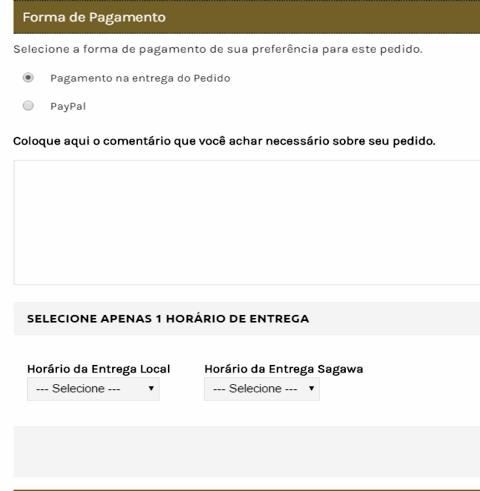 Forma de Pagamento
Selecione a forma de pagamento de sua preferência para este pedido.
Pagamento na entrega do Pedido
PayPal
Coloque aqui o comentário que você achar necessário sobre seu pedido.
SELECIONE APENAS 1 HORÁRIO DE ENTREGA
Horário da Entrega Local Horário da Entrega Sagawa
--- Selecione --- --- Selecione ---